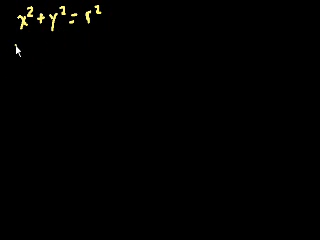 x² + y² = r²